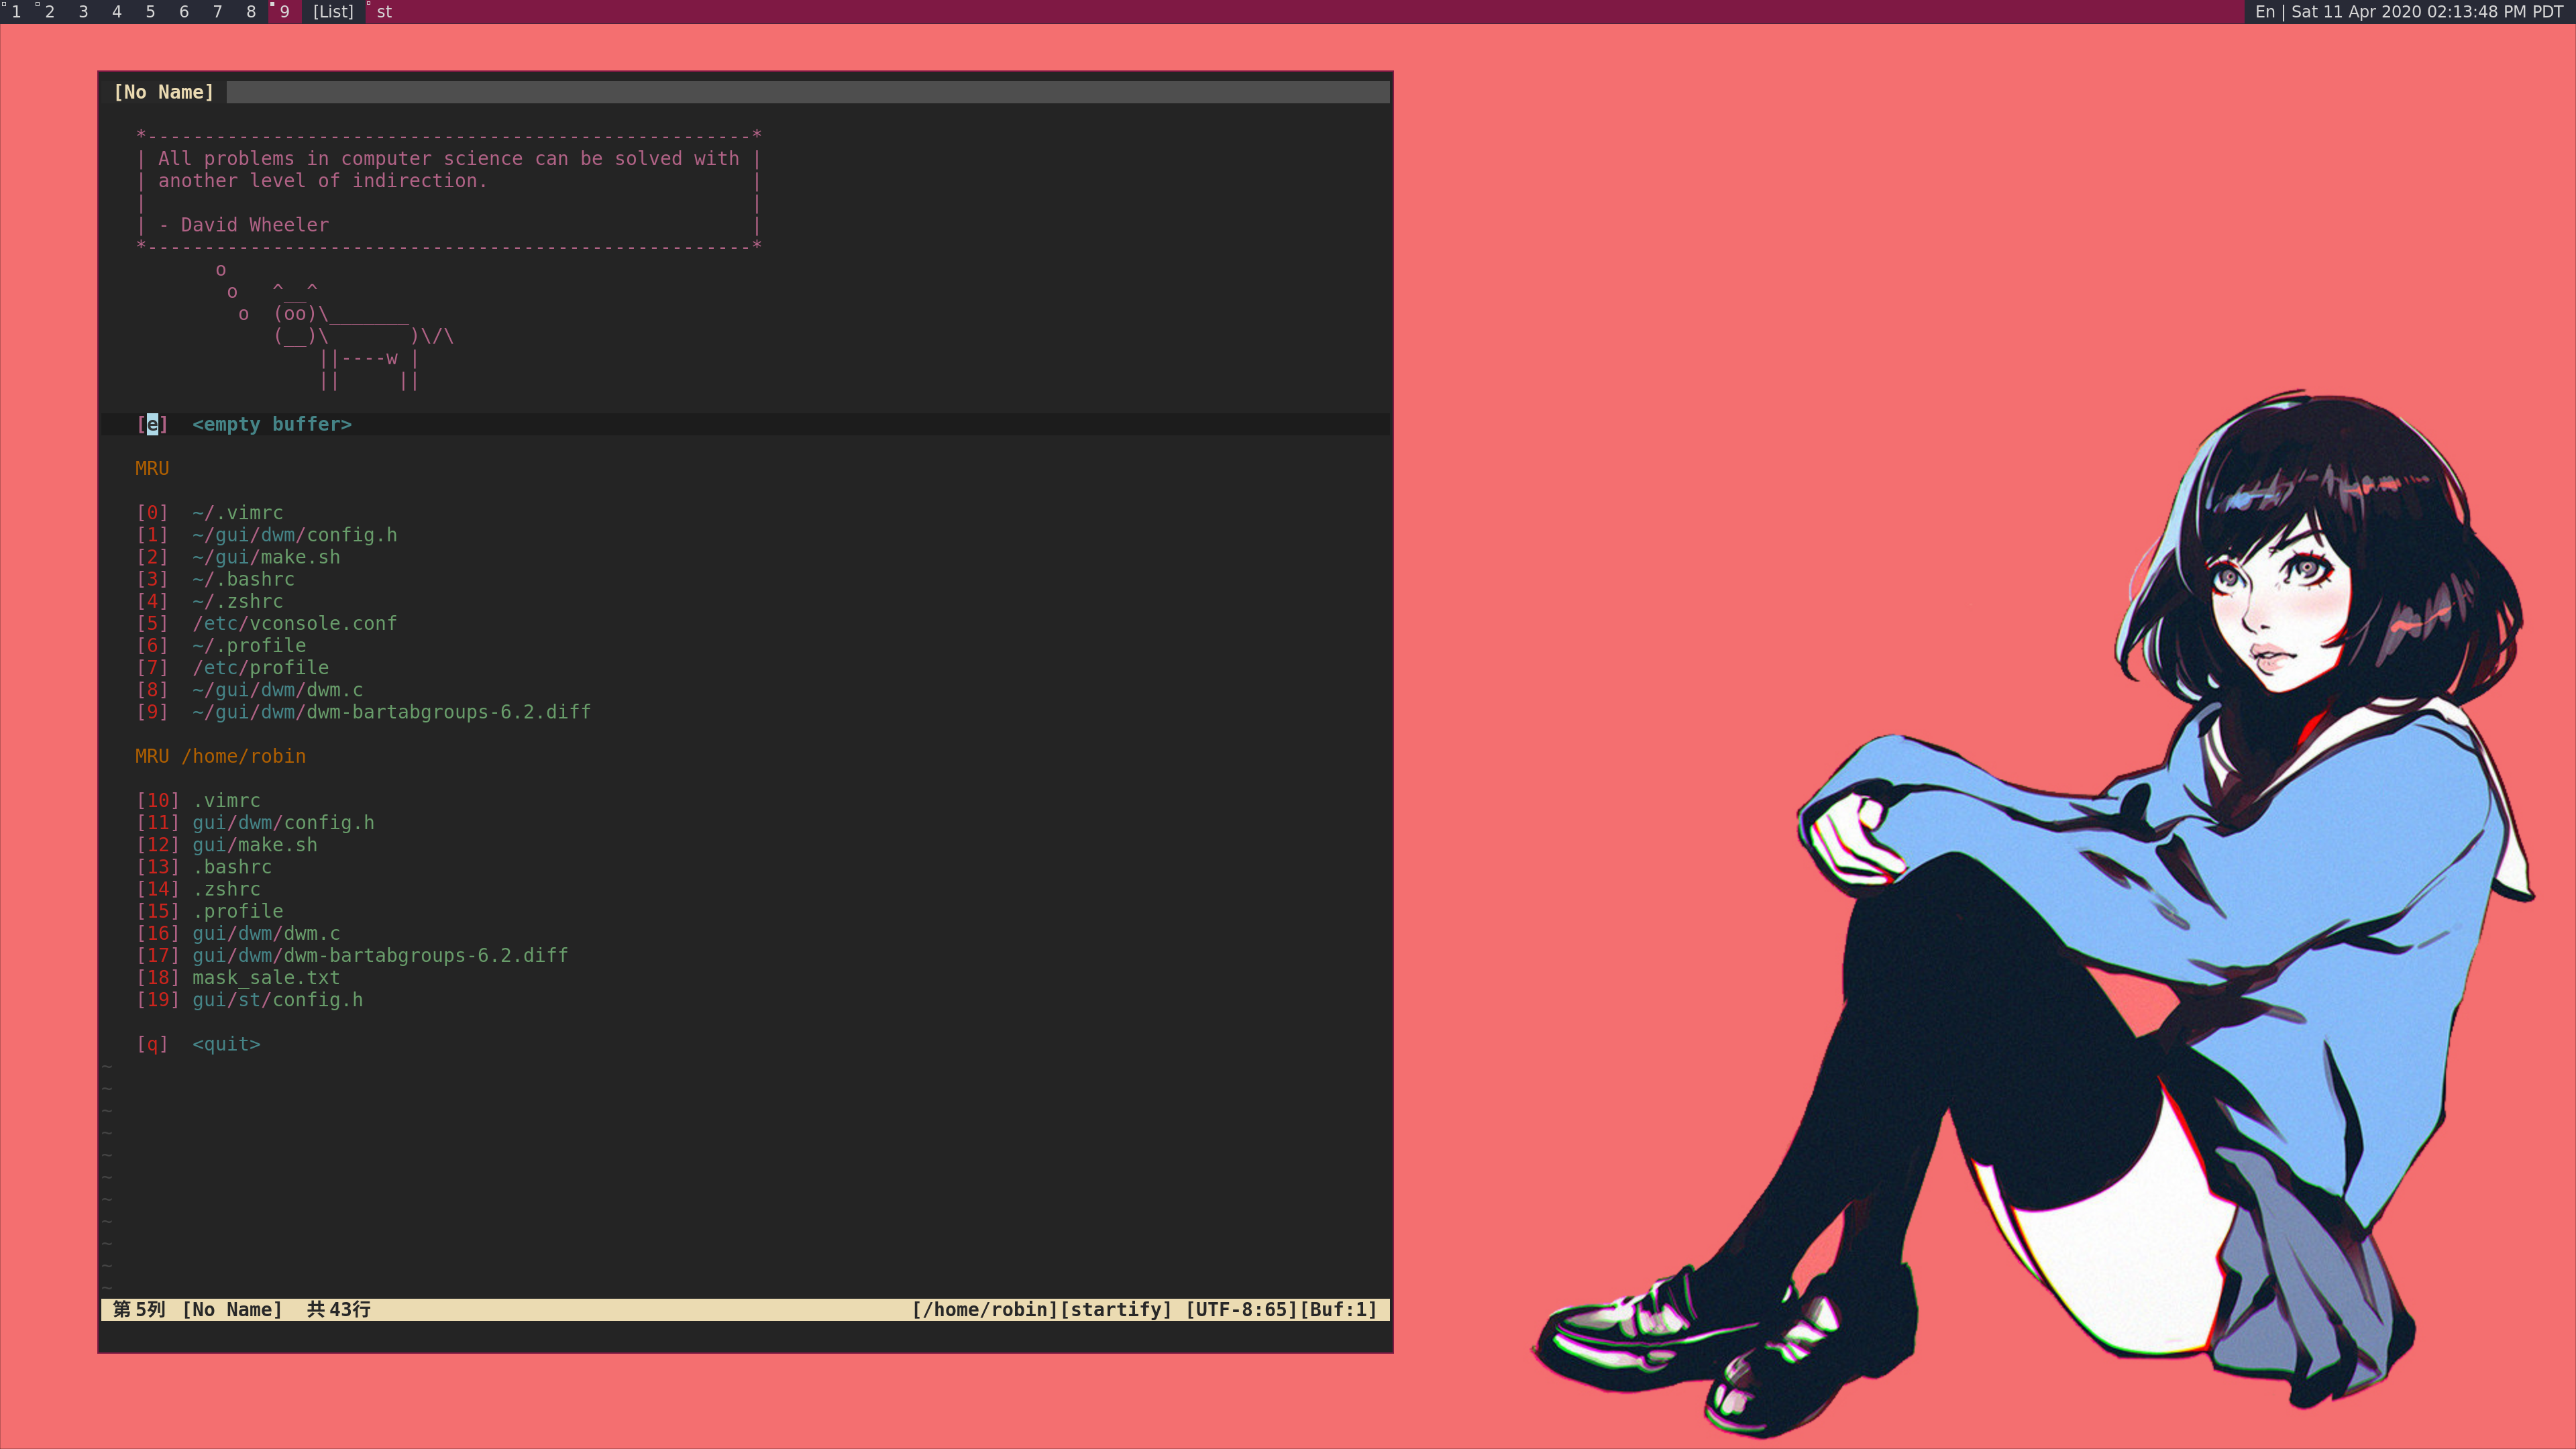 1 2 3 4 5 6 7 8 9 [List] st En | Sat 11 Apr 2020 02:13:48 PM PDT
[No Name]
*-----------------------------------------------------*
| All problems in computer science can be solved with |
| another level of indirection.                       |
|                                                     |
| - David Wheeler                                     |
*-----------------------------------------------------*
       o
        o   ^__^
         o  (oo)\_______
            (__)\       )\/\
                ||----w |
                ||     ||
[e]  <empty buffer>
MRU
[0]  ~/.vimrc
[1]  ~/gui/dwm/config.h
[2]  ~/gui/make.sh
[3]  ~/.bashrc
[4]  ~/.zshrc
[5]  /etc/vconsole.conf
[6]  ~/.profile
[7]  /etc/profile
[8]  ~/gui/dwm/dwm.c
[9]  ~/gui/dwm/dwm-bartabgroups-6.2.diff
MRU /home/robin
[10] .vimrc
[11] gui/dwm/config.h
[12] gui/make.sh
[13] .bashrc
[14] .zshrc
[15] .profile
[16] gui/dwm/dwm.c
[17] gui/dwm/dwm-bartabgroups-6.2.diff
[18] mask_sale.txt
[19] gui/st/config.h
[q]  <quit>
~
~
~
~
~
~
~
~
~
~
~
第5列 [No Name] 共43行 [/home/robin][startify] [UTF-8:65][Buf:1]